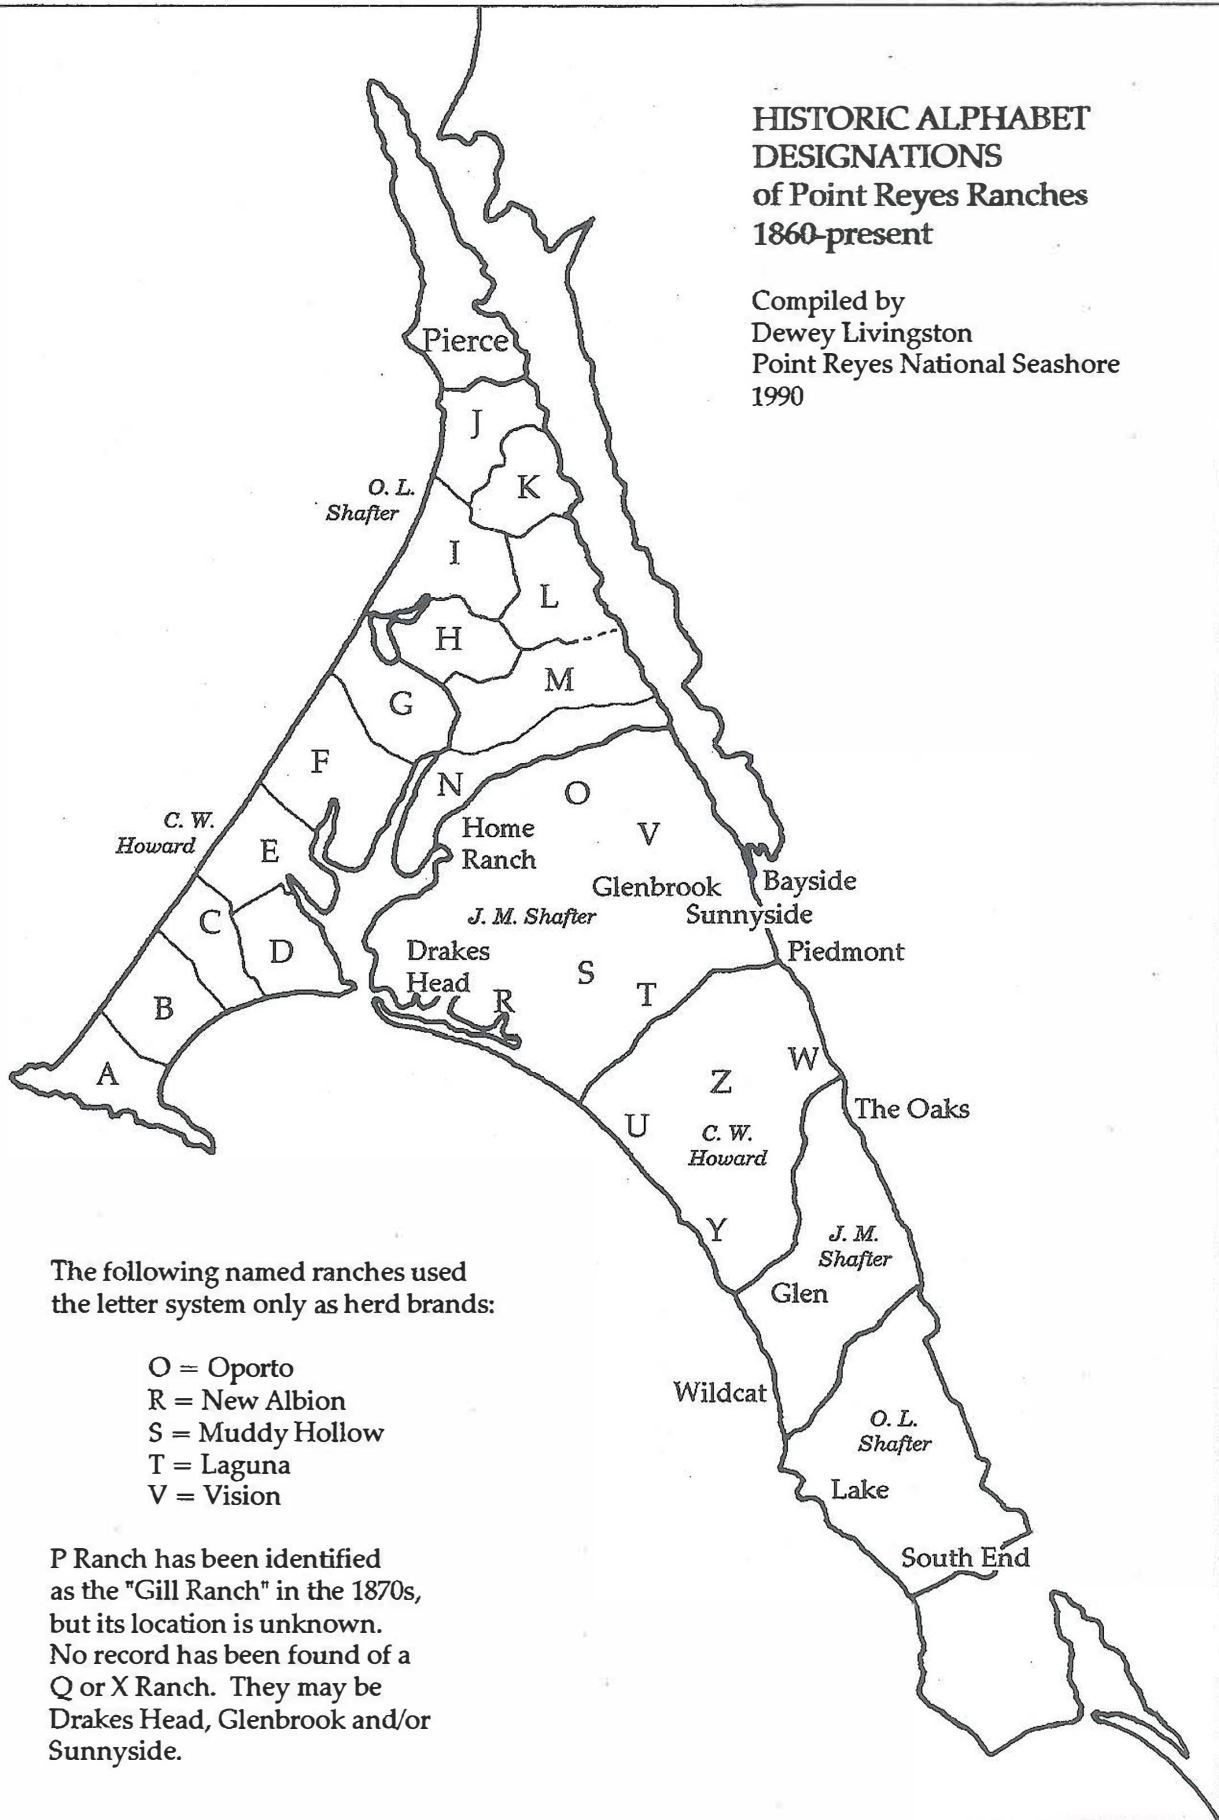 HISTORIC ALPHABET
DESIGNATIONS
of Point Reyes Ranches
1860-present
Compiled by
Dewey Livingston
Point Reyes National Seashore
1990
Pierce
J
K
O. L.
Shafter
I
L
H
M
G
F
N
O
V
C. W.
Howard
Home
Ranch
E
Glenbrook
Bayside
Sunnyside
J. M. Shafter
C
D
Drakes
Head
Piedmont
S
T
R
B
A
W
Z
The Oaks
U
C. W.
Howard
Y
J. M.
Shafter
Glen
Wildcat
O. L.
Shafter
Lake
South End
The following named ranches used
the letter system only as herd brands:
O = Oporto
R = New Albion
S = Muddy Hollow
T = Laguna
V = Vision
P Ranch has been identified
as the "Gill Ranch" in the 1870s,
but its location is unknown.
No record has been found of a
Q or X Ranch. They may be
Drakes Head, Glenbrook and/or
Sunnyside.